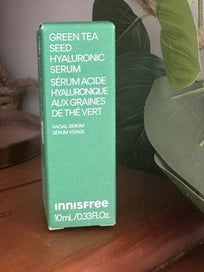 GREEN TEA
SEED
HYALURONIC
SERUM
SÉRUM ACIDE
HYALURONIQUE
AUX GRAINES
DE THÉ VERT
FACIAL SERUM
SÉRUM VISAGE
INNISFREE
10mL/0.33Fl.Oz.